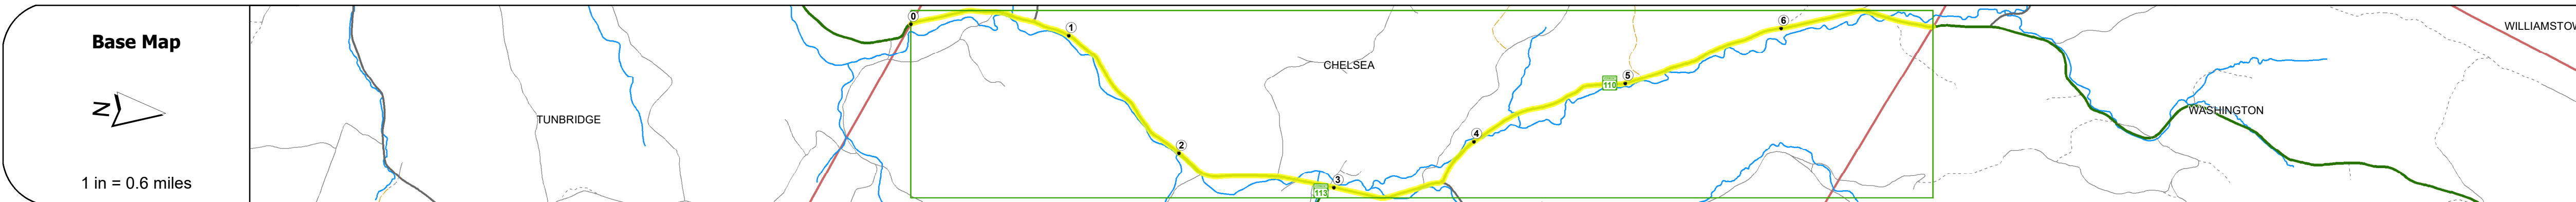 Base Map
N
1 in = 0.6 miles
TUNBRIDGE
0
1
2
CHELSEA
113
3
4
110
5
6
WASHINGTON
WILLIAMSTOW